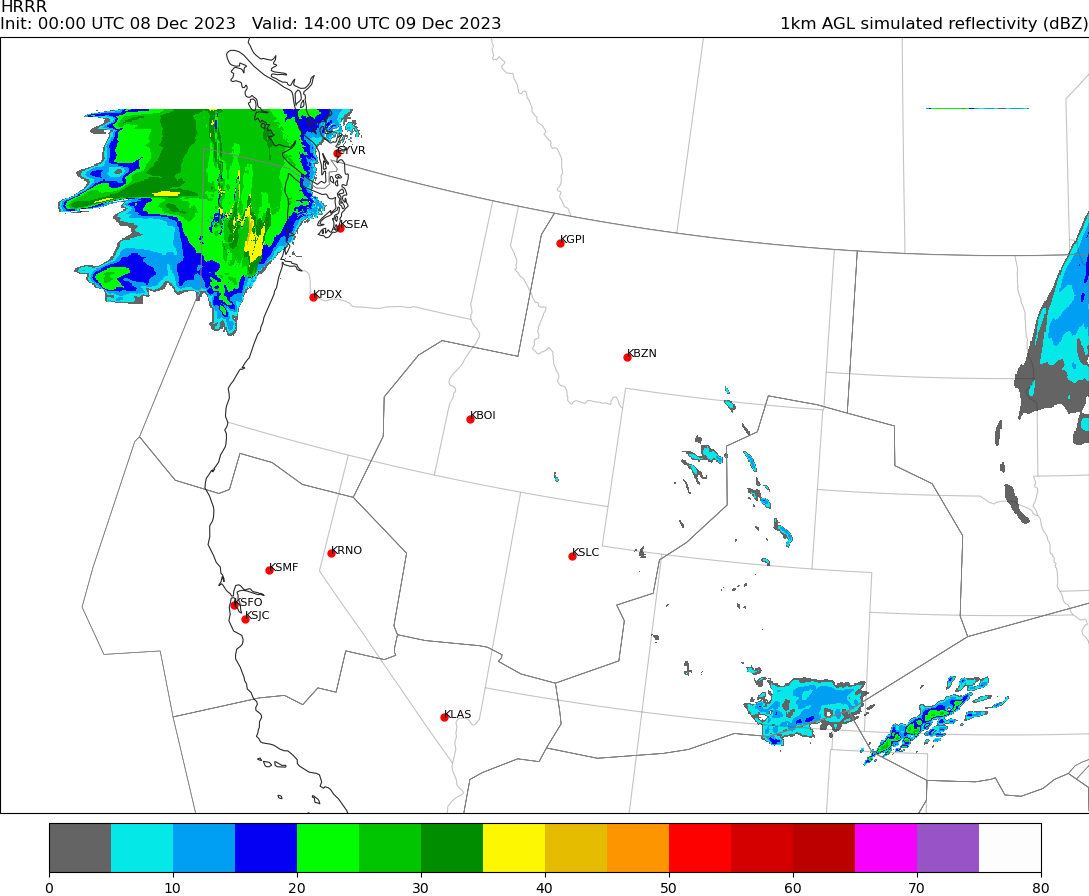 HRRR
Init: 00:00 UTC 08 Dec 2023   Valid: 14:00 UTC 09 Dec 2023   1km AGL simulated reflectivity (dBZ)
CYVR
KSEA
KGPI
KPDX
KBZN
KBOI
KRNO
KSLC
KSMF
KSFO
KSJC
KLAS
0 10 20 30 40 50 60 70 80